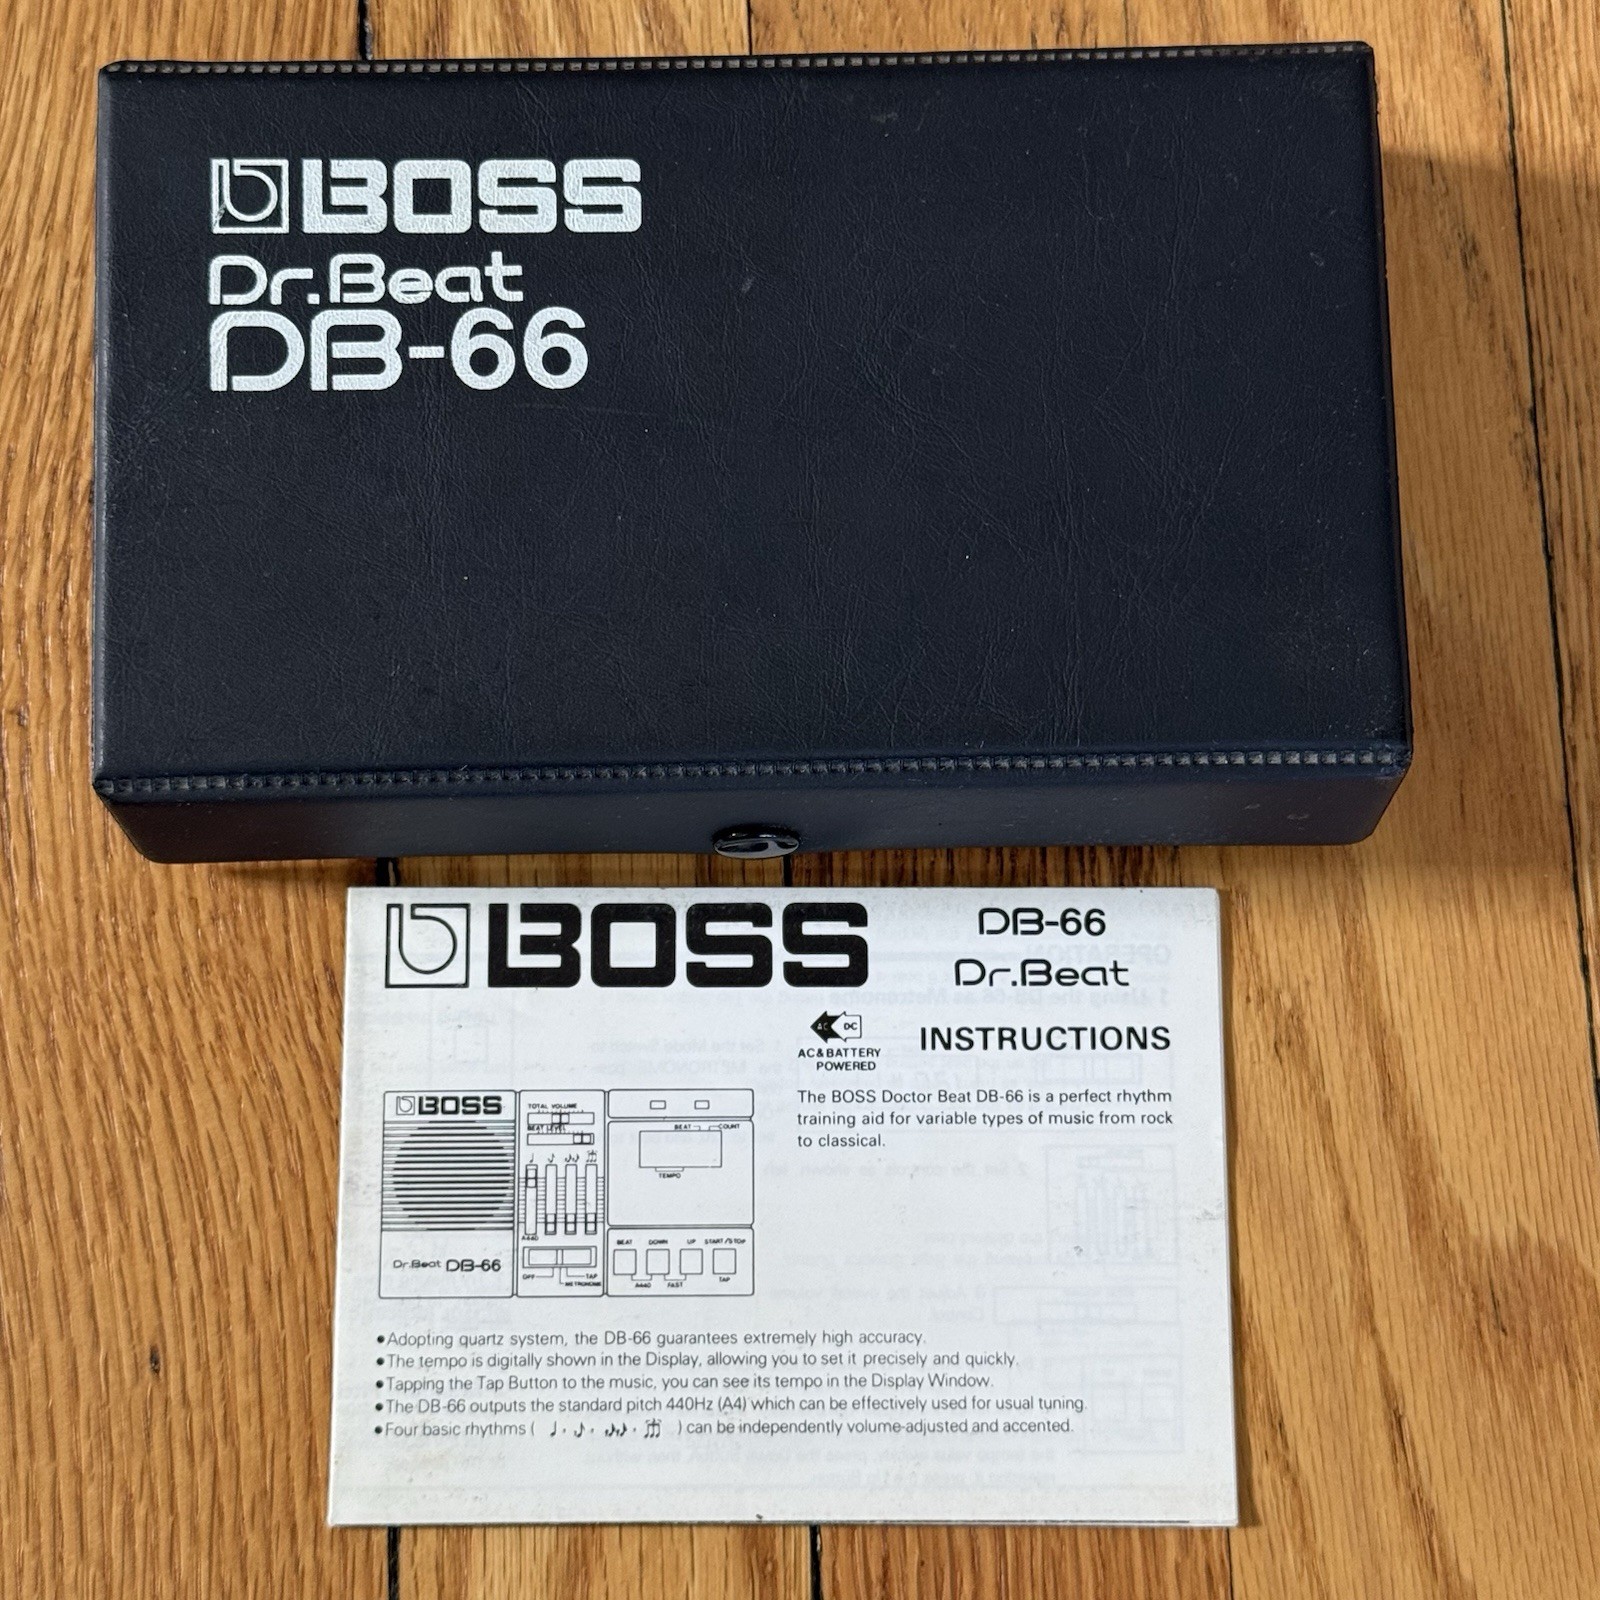 BOSS
Dr.Beat
DB-66
BOSS
DB-66
Dr.Beat
AC DC
AC&BATTERY
POWERED
INSTRUCTIONS
The BOSS Doctor Beat DB-66 is a perfect rhythm
training aid for variable types of music from rock
to classical.
BOSS
Dr.Beat DB-66
TOTAL VOLUME
BEAT LEVEL
A440
OFF
TAP
METRONOME
BEAT
COUNT
TEMPO
BEAT DOWN UP START/STOP
A440 FAST TAP
•Adopting quartz system, the DB-66 guarantees extremely high accuracy.
•The tempo is digitally shown in the Display, allowing you to set it precisely and quickly.
•Tapping the Tap Button to the music, you can see its tempo in the Display Window.
•The DB-66 outputs the standard pitch 440Hz (A4) which can be effectively used for usual tuning.
•Four basic rhythms ( ) can be independently volume-adjusted and accented.